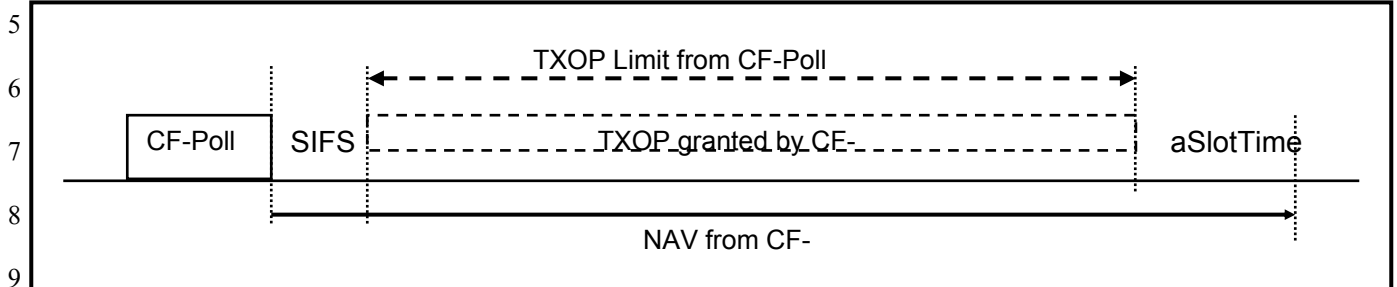 5
TXOP Limit from CF-Poll
6
CF-Poll SIFS TXOP granted by CF- aSlotTime
7
8
NAV from CF-
9